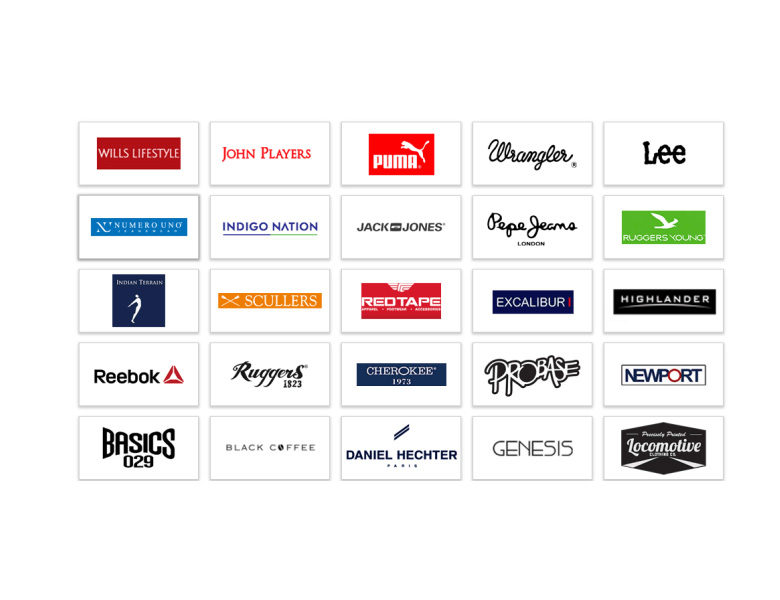 WILLS LIFESTYLE
JOHN PLAYERS
PUMA®
Wrangler®
Lee
NUMERO UNO®
JEANSWEAR
INDIGO NATION
JACK JONES®
Pepe Jeans
LONDON
RUGGERS YOUNG
INDIAN TERRAIN
SCULLERS
REDTAPE
APPAREL • FOOTWEAR • ACCESSORIES
EXCALIBUR
HIGHLANDER
Reebok
Ruggers®
1823
CHEROKEE®
1973
PROBASE
NEWPORT
BASICS
029
BLACK COFFEE
DANIEL HECHTER
PARIS
GENESIS
Precisely Printed
Locomotive
CLOTHING CO.